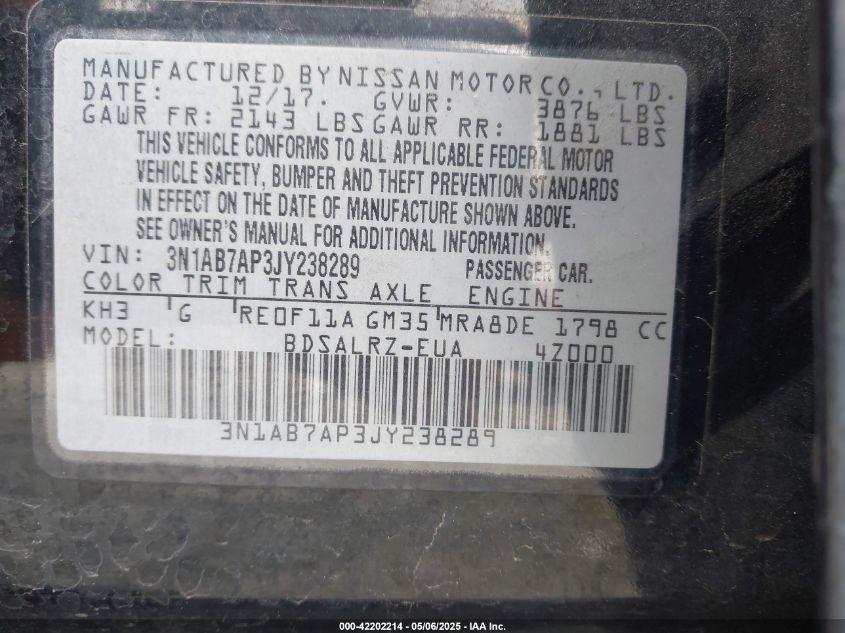 MANUFACTURED BY NISSAN MOTOR CO., LTD.
DATE: 12/17. GVWR: 3876 LBS
GAWR FR: 2143 LBS GAWR RR: 1881 LBS
THIS VEHICLE CONFORMS TO ALL APPLICABLE FEDERAL MOTOR
VEHICLE SAFETY, BUMPER AND THEFT PREVENTION STANDARDS
IN EFFECT ON THE DATE OF MANUFACTURE SHOWN ABOVE.
SEE OWNER'S MANUAL FOR ADDITIONAL INFORMATION.
VIN: 3N1AB7AP3JY238289 PASSENGER CAR.
COLOR TRIM TRANS AXLE ENGINE
KH3 G RE0F11A GM35 MRA8DE 1798 CC
MODEL: BDSALRZ-EUA 4Z000
3N1AB7AP3JY238289
000-42202214 - 05/06/2025 - IAA Inc.